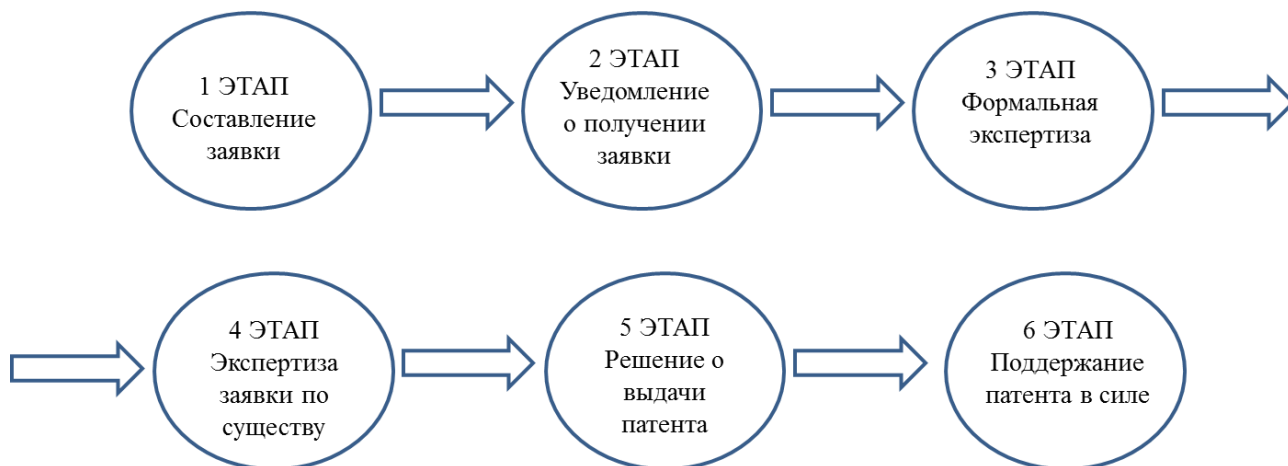 1 ЭТАП
Составление
заявки
2 ЭТАП
Уведомление
о получении
заявки
3 ЭТАП
Формальная
экспертиза
4 ЭТАП
Экспертиза
заявки по
существу
5 ЭТАП
Решение о
выдачи
патента
6 ЭТАП
Поддержание
патента в силе